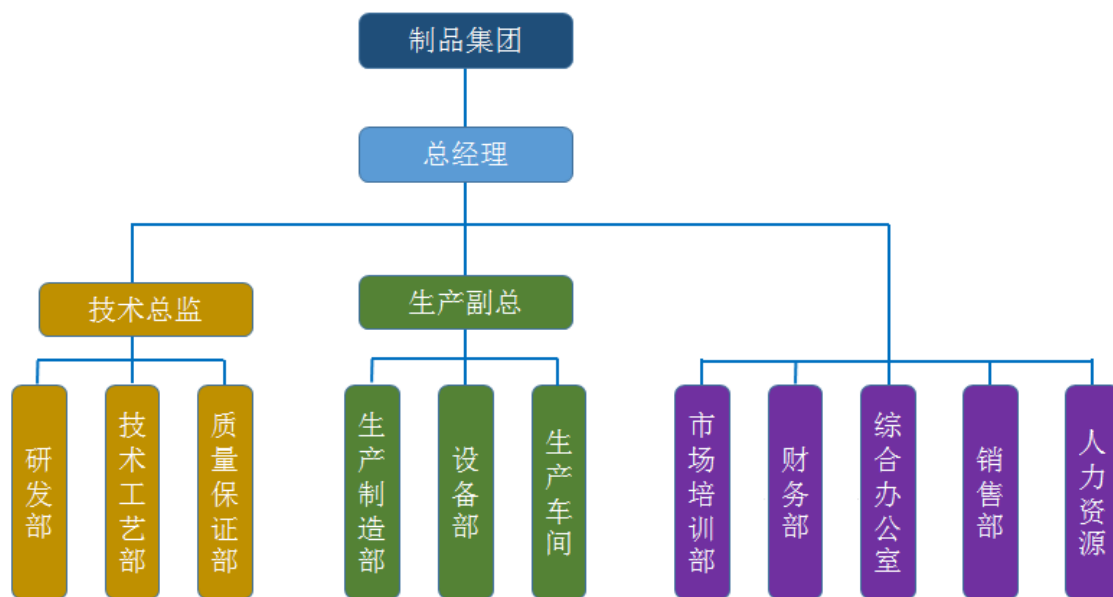 制品集团
总经理
技术总监
生产副总
研发部
技术工艺部
质量保证部
生产制造部
设备部
生产车间
市场培训部
财务部
综合办公室
销售部
人力资源